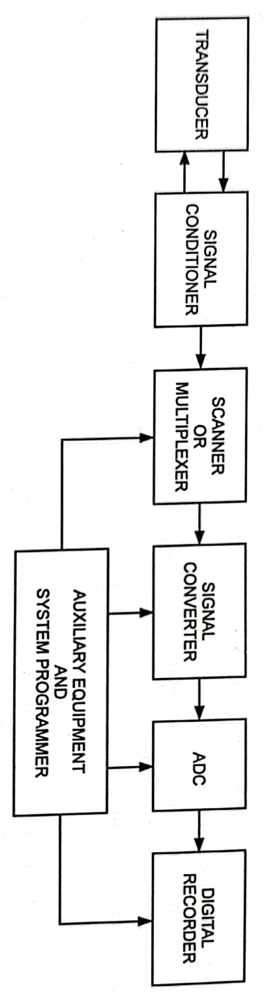 TRANSDUCER
SIGNAL
CONDITIONER
SCANNER
OR
MULTIPLEXER
SIGNAL
CONVERTER
ADC
DIGITAL
RECORDER
AUXILIARY EQUIPMENT
AND
SYSTEM PROGRAMMER